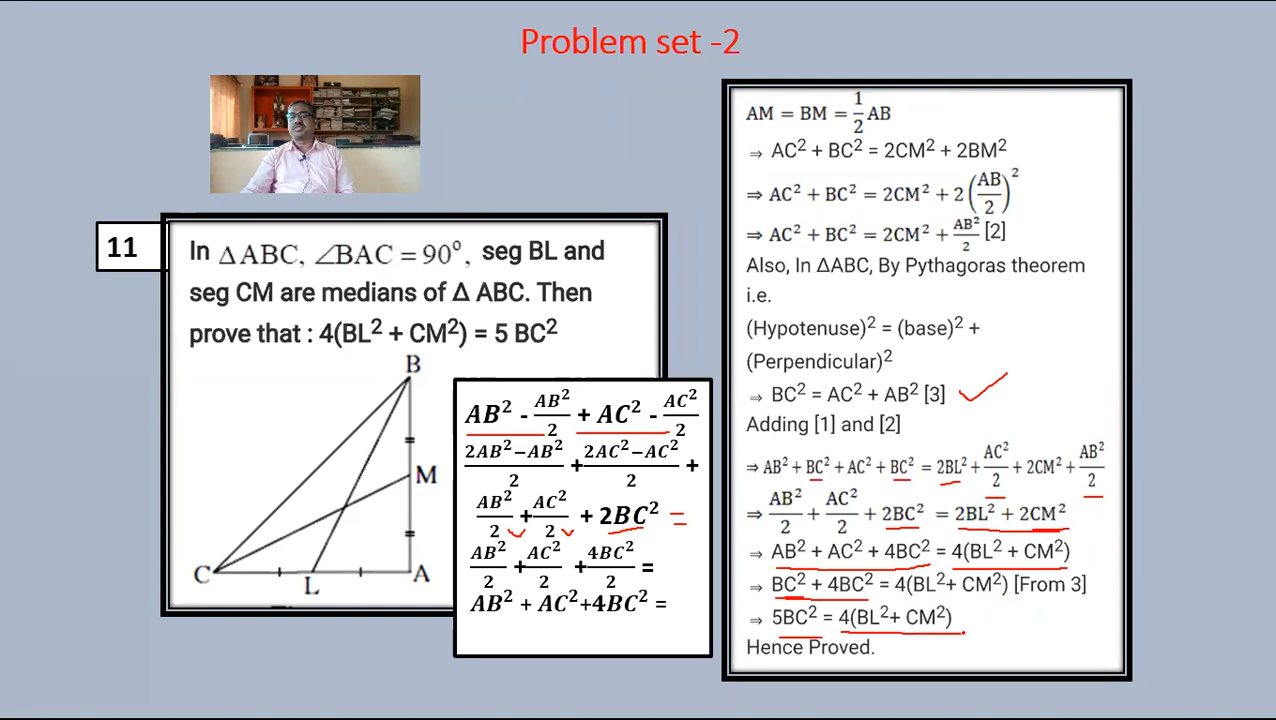 Problem set -2
11
In ΔABC, ∠BAC = 90°, seg BL and
seg CM are medians of Δ ABC. Then
prove that : 4(BL² + CM²) = 5 BC²
B
M
C
L
A
AB² - AB²/2 + AC² - AC²/2
(2AB²−AB²)/2 + (2AC²−AC²)/2 +
AB²/2 + AC²/2 + 2BC² =
AB²/2 + AC²/2 + 4BC²/2 =
AB² + AC²+4BC² =
AM = BM = 1/2 AB
⇒ AC² + BC² = 2CM² + 2BM²
⇒ AC² + BC² = 2CM² + 2(AB/2)²
⇒ AC² + BC² = 2CM² + AB²/2 [2]
Also, In ΔABC, By Pythagoras theorem
i.e.
(Hypotenuse)² = (base)² +
(Perpendicular)²
⇒ BC² = AC² + AB² [3]
Adding [1] and [2]
⇒ AB² + BC² + AC² + BC² = 2BL² + AC²/2 + 2CM² + AB²/2
⇒ AB²/2 + AC²/2 + 2BC² = 2BL² + 2CM²
⇒ AB² + AC² + 4BC² = 4(BL² + CM²)
⇒ BC² + 4BC² = 4(BL²+ CM²) [From 3]
⇒ 5BC² = 4(BL²+ CM²)
Hence Proved.